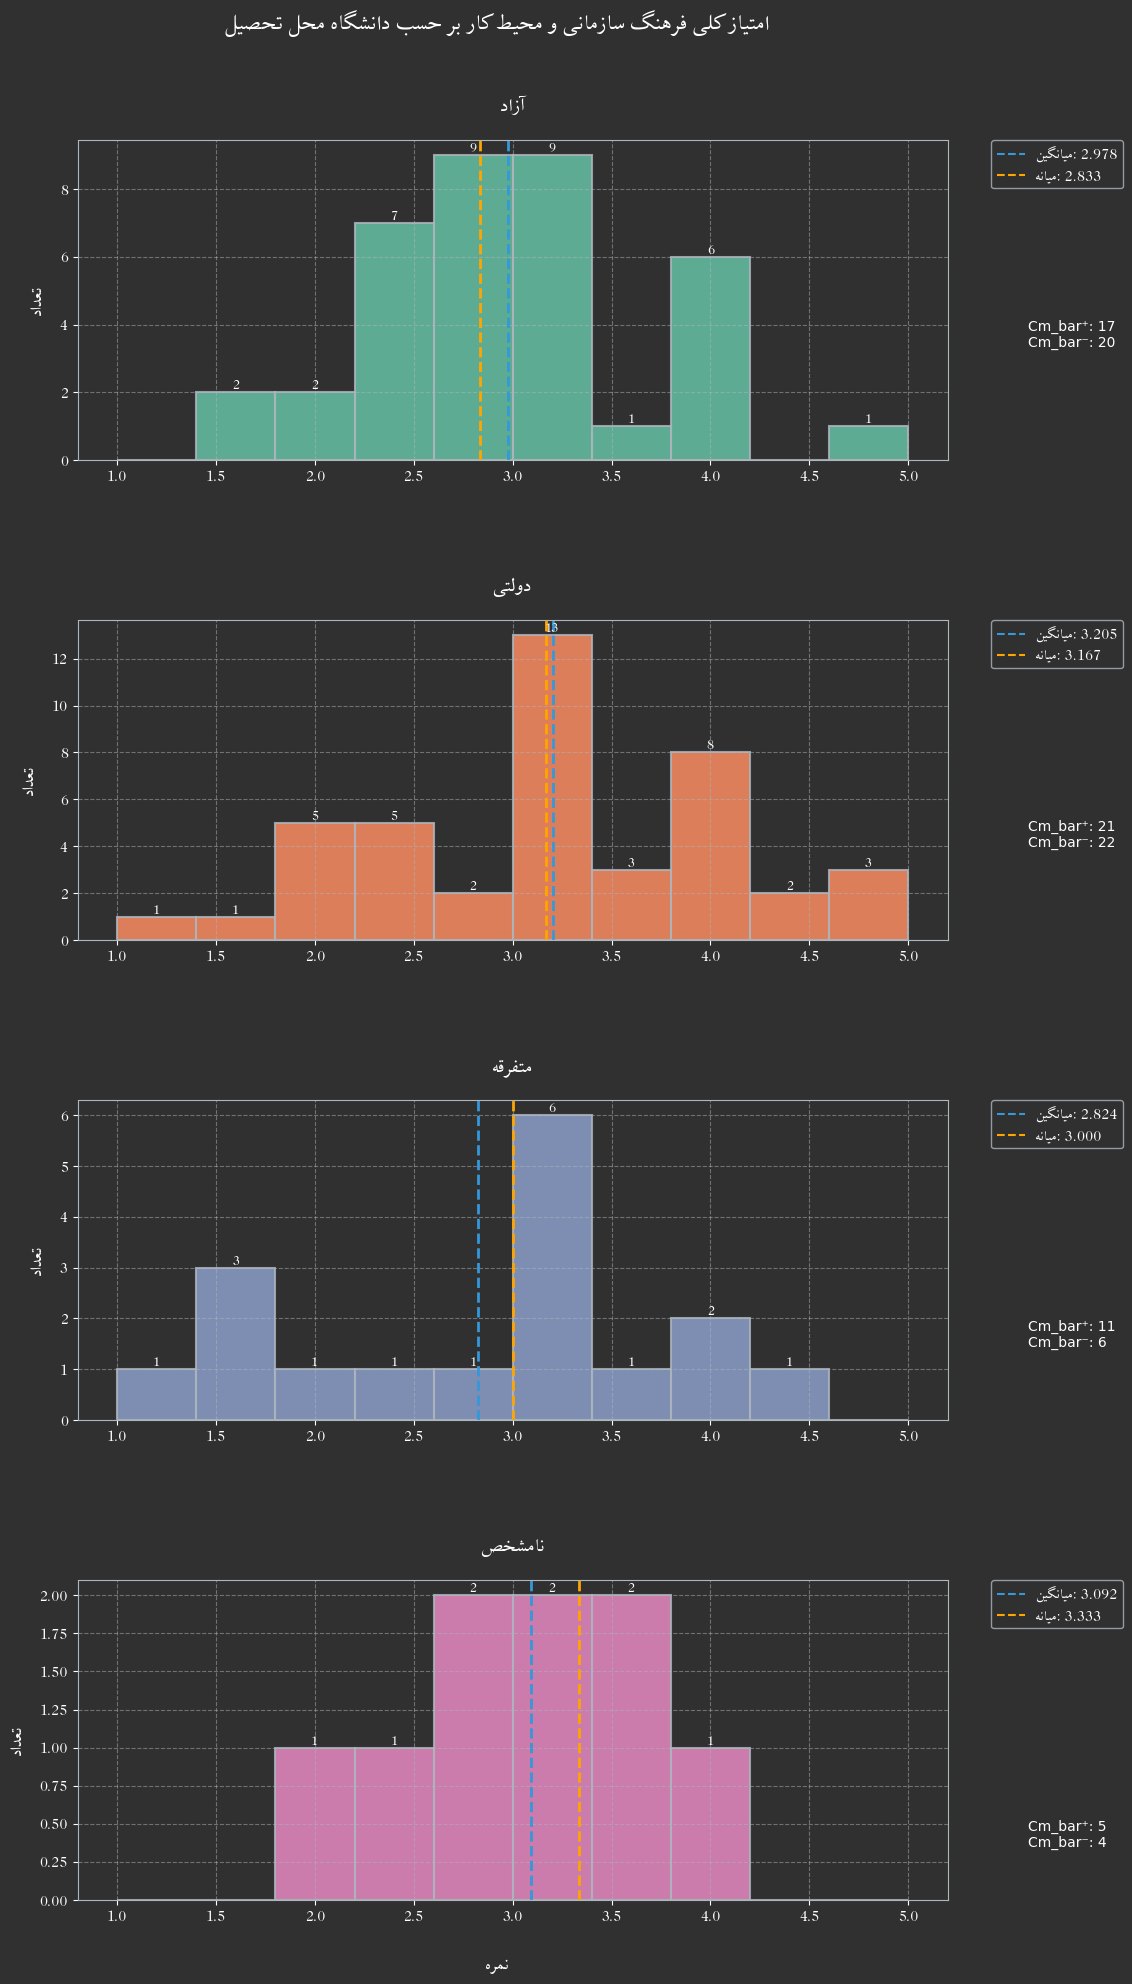 امتیاز کلی فرهنگ سازمانی و محیط کار بر حسب دانشگاه محل تحصیل
آزاد
میانگین: 2.978
میانه: 2.833
تعداد
8
6
4
2
0
2
2
7
9
9
1
6
1
1.0 1.5 2.0 2.5 3.0 3.5 4.0 4.5 5.0
Cm_bar⁺: 17
Cm_bar⁻: 20
دولتی
میانگین: 3.205
میانه: 3.167
تعداد
12
10
8
6
4
2
0
1
1
5
5
2
13
3
8
2
3
1.0 1.5 2.0 2.5 3.0 3.5 4.0 4.5 5.0
Cm_bar⁺: 21
Cm_bar⁻: 22
متفرقه
میانگین: 2.824
میانه: 3.000
تعداد
6
5
4
3
2
1
0
1
3
1
1
1
6
1
2
1
1.0 1.5 2.0 2.5 3.0 3.5 4.0 4.5 5.0
Cm_bar⁺: 11
Cm_bar⁻: 6
نامشخص
میانگین: 3.092
میانه: 3.333
تعداد
2.00
1.75
1.50
1.25
1.00
0.75
0.50
0.25
0.00
1
1
2
2
2
1
1.0 1.5 2.0 2.5 3.0 3.5 4.0 4.5 5.0
Cm_bar⁺: 5
Cm_bar⁻: 4
نمره